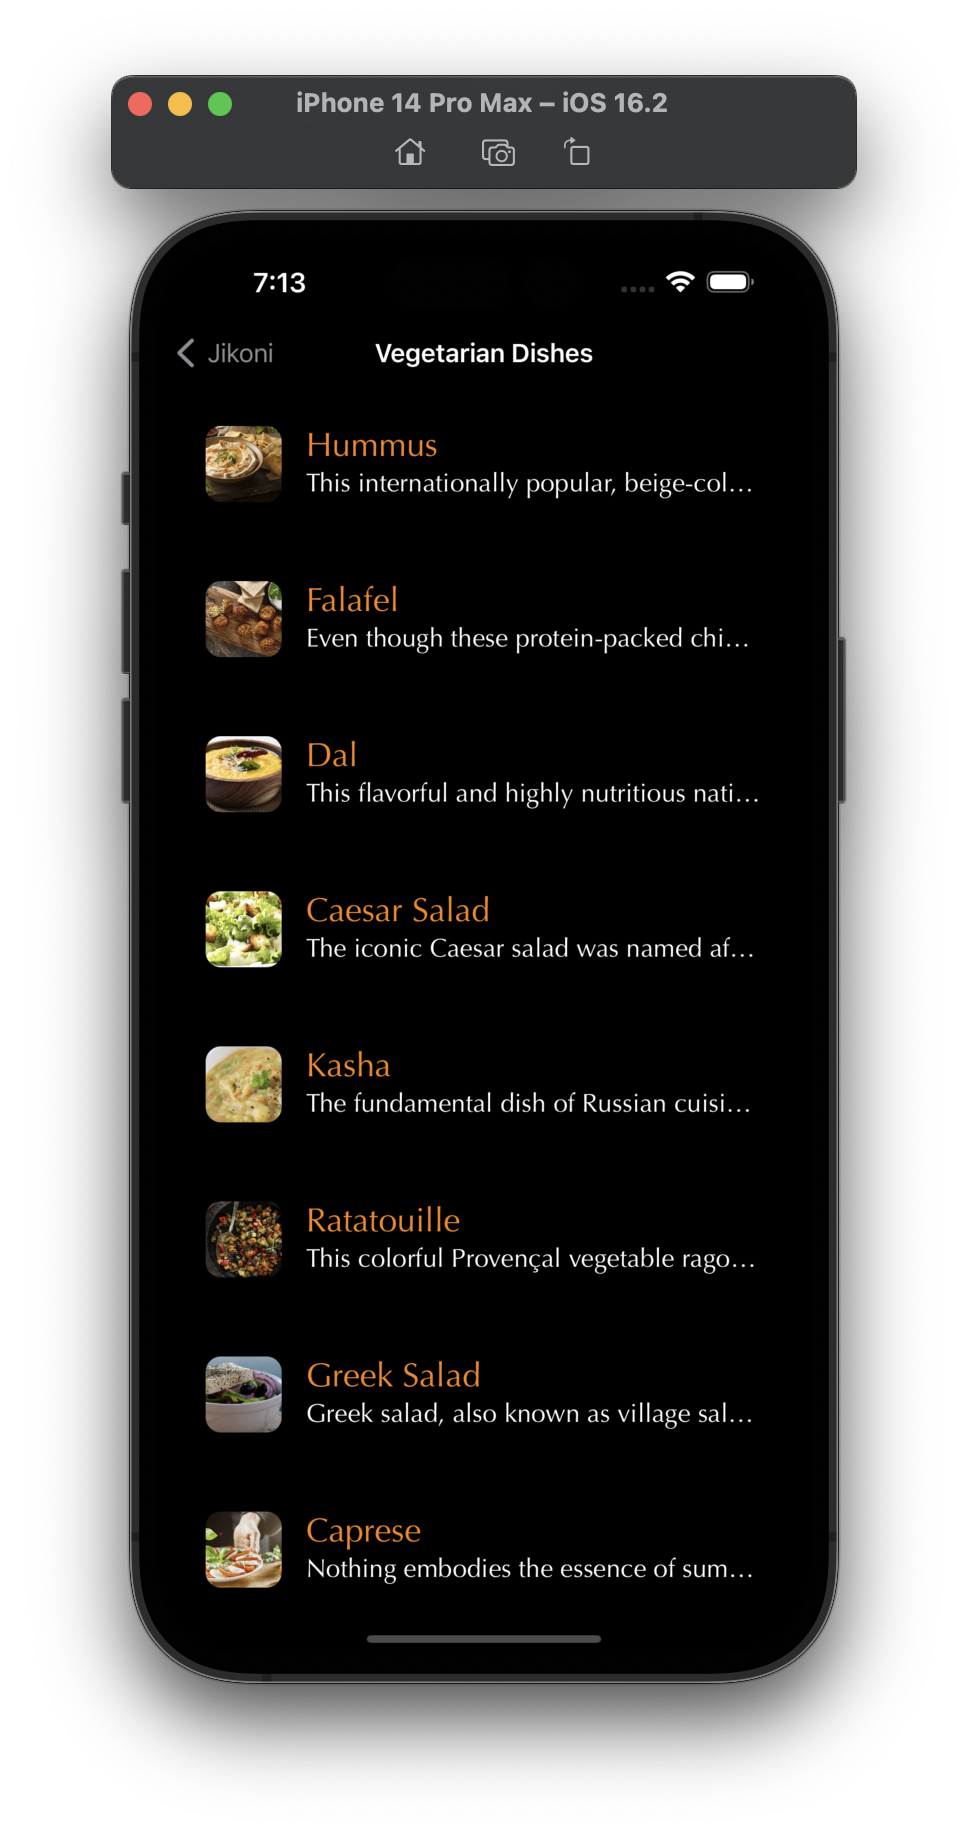 iPhone 14 Pro Max – iOS 16.2
7:13
Jikoni
Vegetarian Dishes
Hummus
This internationally popular, beige-col...
Falafel
Even though these protein-packed chi...
Dal
This flavorful and highly nutritious nati...
Caesar Salad
The iconic Caesar salad was named af...
Kasha
The fundamental dish of Russian cuisi...
Ratatouille
This colorful Provençal vegetable rago...
Greek Salad
Greek salad, also known as village sal...
Caprese
Nothing embodies the essence of sum...